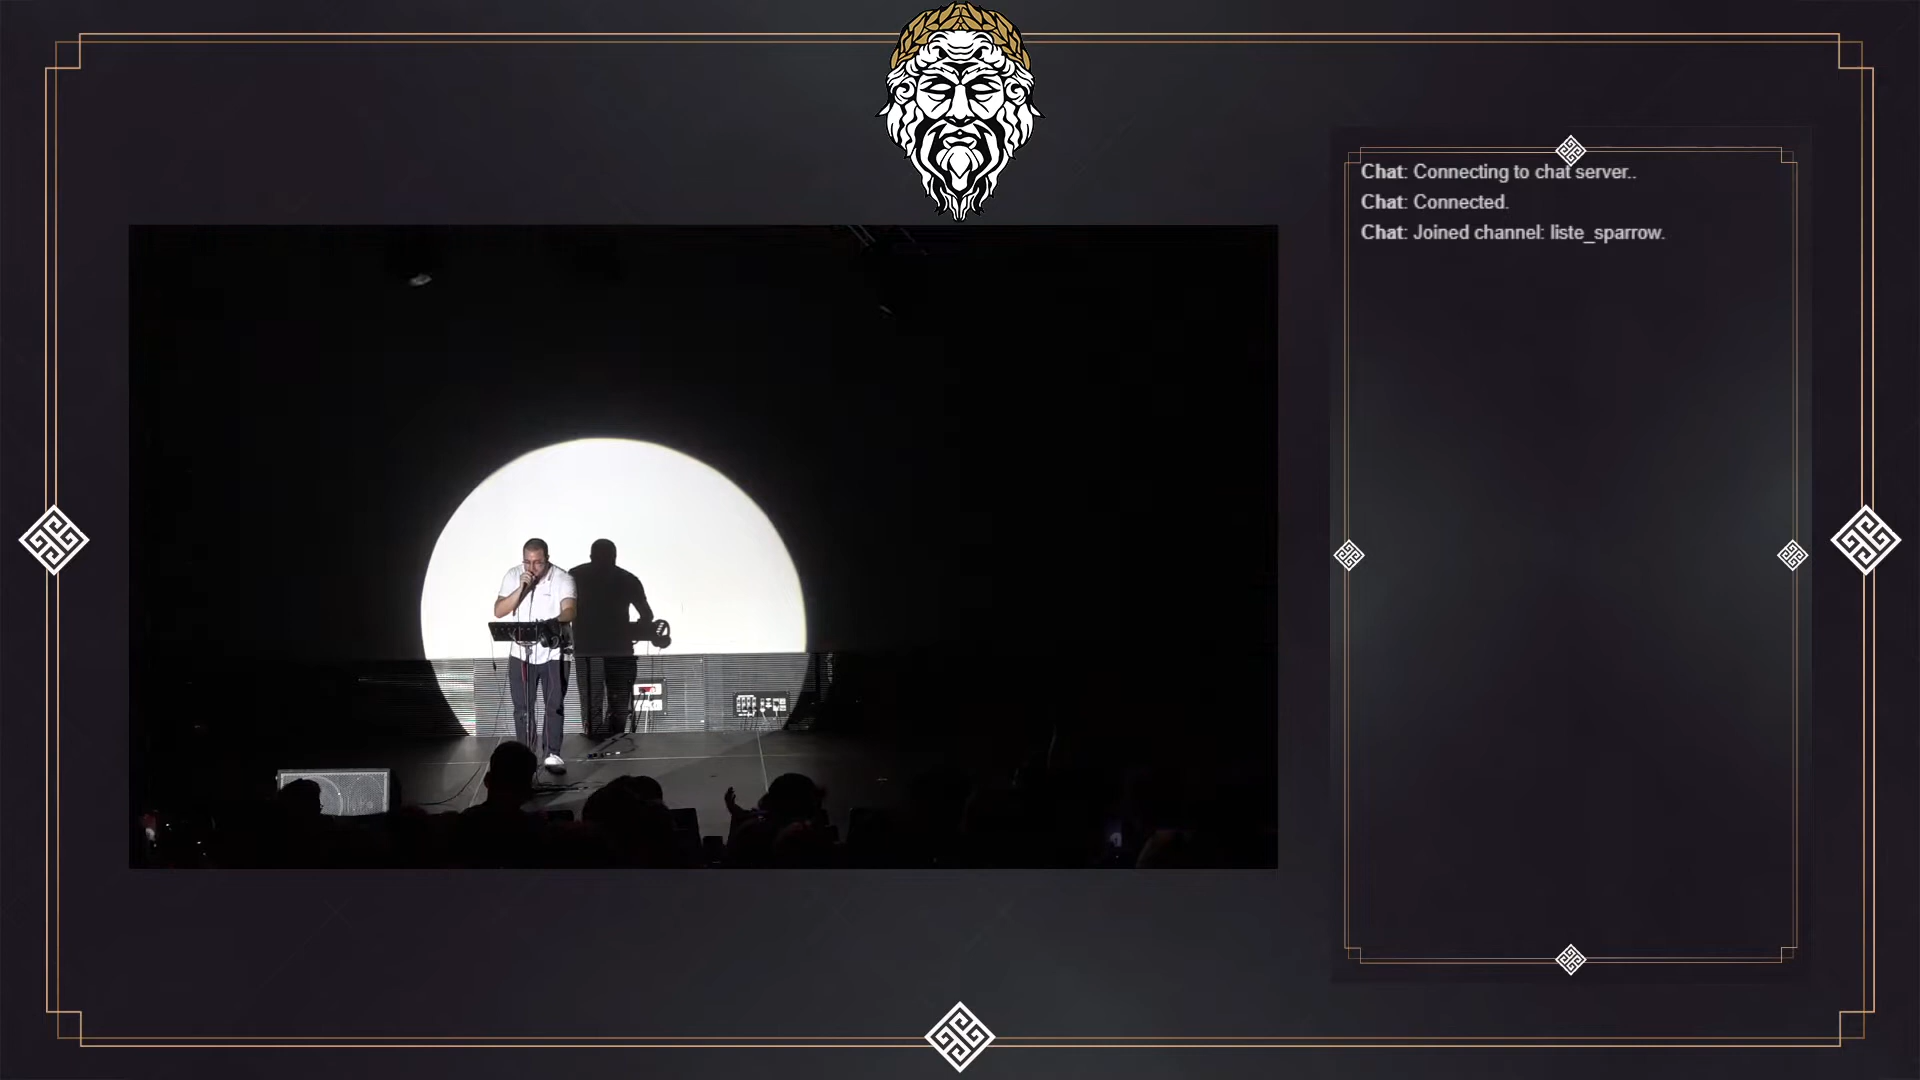 Chat: Connecting to chat server..
Chat: Connected.
Chat: Joined channel: liste_sparrow.